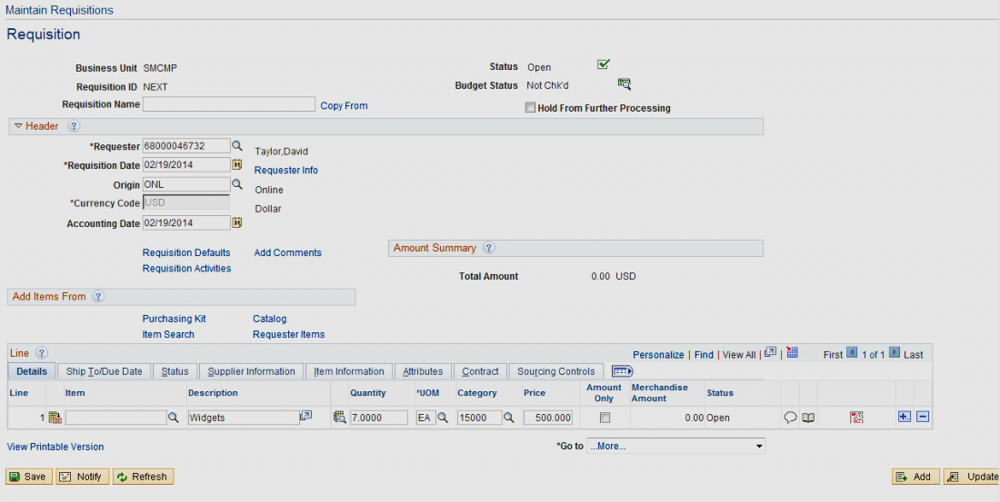 Maintain Requisitions
Requisition
Business Unit SMCMP Status Open
Requisition ID NEXT Budget Status Not Chk'd
Requisition Name Copy From Hold From Further Processing
Header ?
*Requester 68000046732 Taylor,David
*Requisition Date 02/19/2014 31 Requester Info
Origin ONL Online
*Currency Code USD Dollar
Accounting Date 02/19/2014 31
Requisition Defaults Add Comments Amount Summary ?
Requisition Activities
Total Amount 0.00 USD
Add Items From ?
Purchasing Kit Catalog
Item Search Requester Items
Line ? Personalize | Find | View All | | First 1 of 1 Last
Details Ship To/Due Date Status Supplier Information Item Information Attributes Contract Sourcing Controls
Line Item Description Quantity *UOM Category Price Amount Only Merchandise Amount Status
1 Widgets 7.0000 EA 15000 500.000 0.00 Open
View Printable Version *Go to ...More...
Save Notify Refresh Add Update